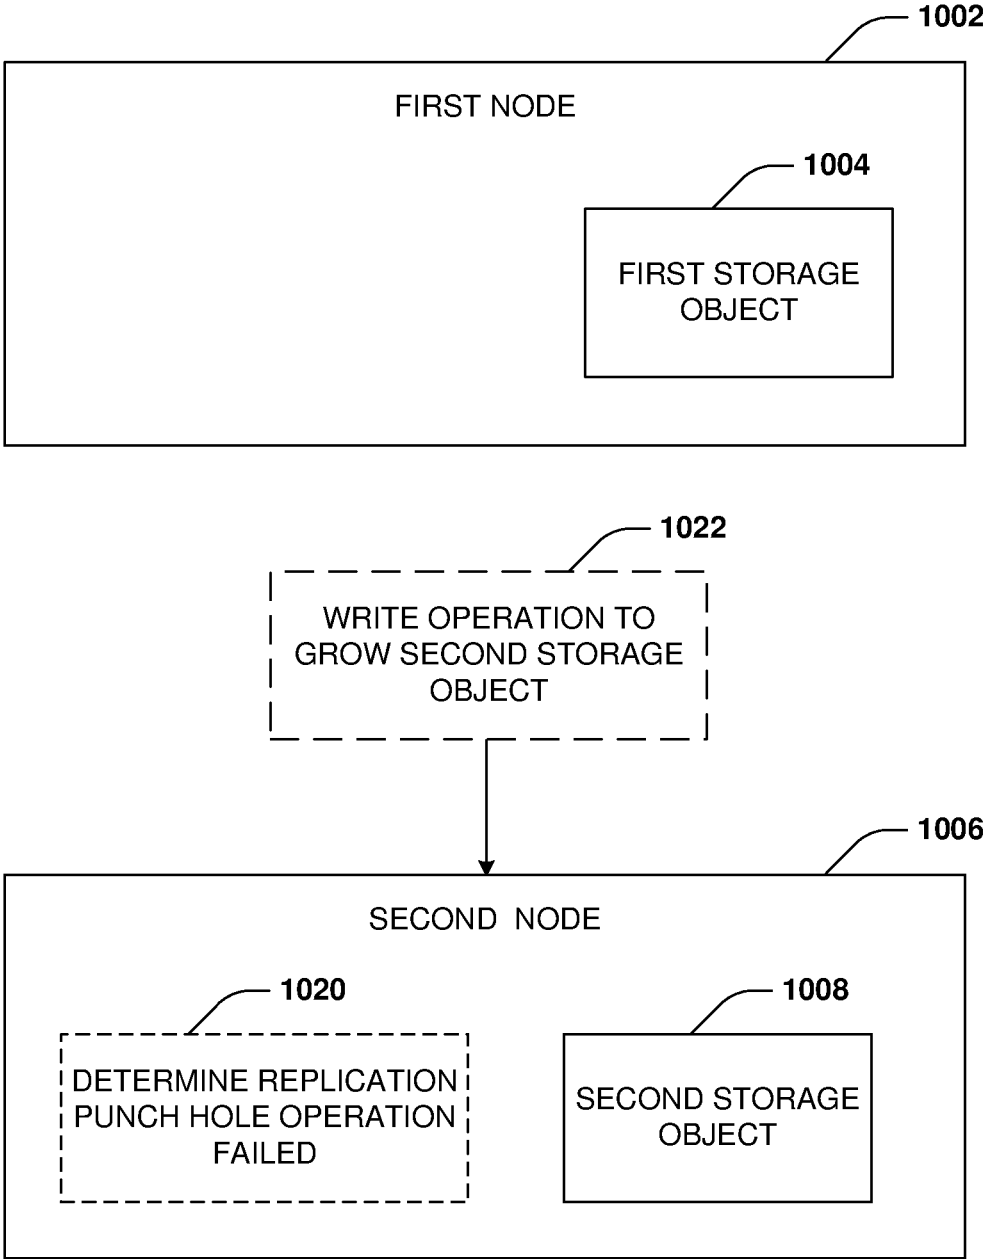 1002
FIRST NODE
1004
FIRST STORAGE
OBJECT
1022
WRITE OPERATION TO
GROW SECOND STORAGE
OBJECT
1006
SECOND NODE
1020
DETERMINE REPLICATION
PUNCH HOLE OPERATION
FAILED
1008
SECOND STORAGE
OBJECT